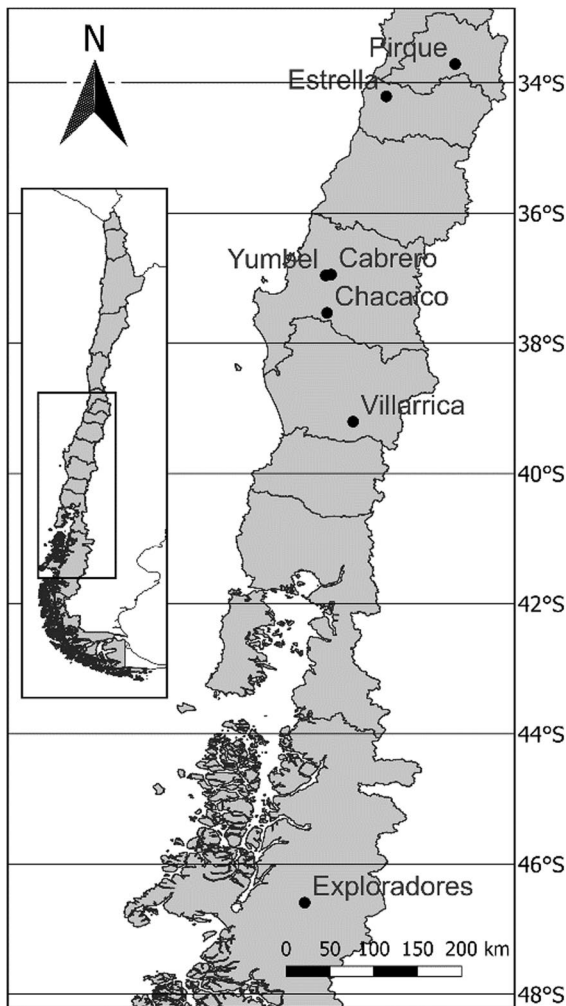 N
Pirque
Estrella
34°S
36°S
Yumbel
Cabrero
Chacaico
38°S
Villarrica
40°S
42°S
44°S
46°S
Exploradores
0 50 100 150 200 km
48°S